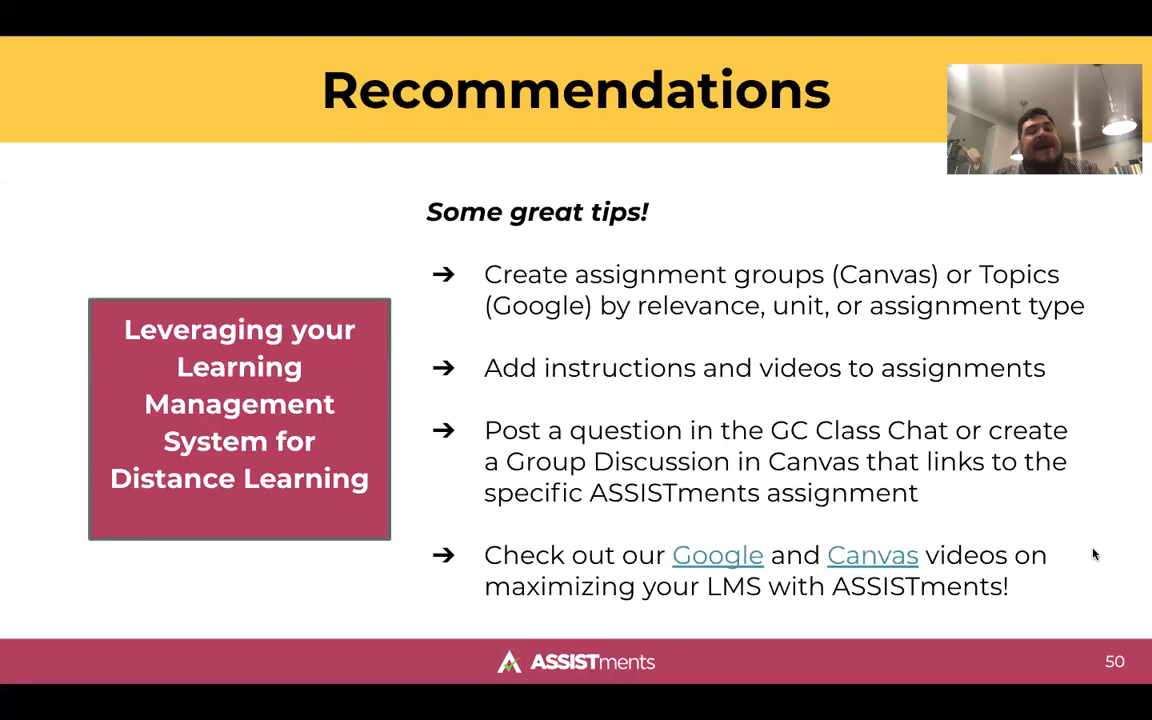 Recommendations
Some great tips!
➔ Create assignment groups (Canvas) or Topics
(Google) by relevance, unit, or assignment type
Leveraging your
Learning
Management
System for
Distance Learning
➔ Add instructions and videos to assignments
➔ Post a question in the GC Class Chat or create
a Group Discussion in Canvas that links to the
specific ASSISTments assignment
➔ Check out our Google and Canvas videos on
maximizing your LMS with ASSISTments!
ASSISTments
50